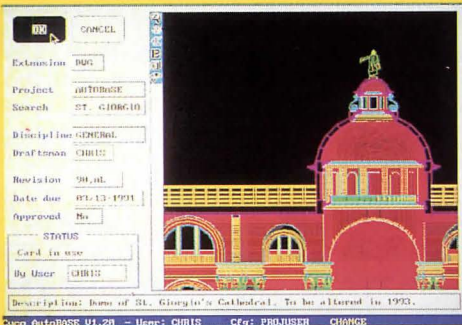 OK
CANCEL
Extension DWG
Project AUTOBASE
Search ST. GIORGIO
Discipline GENERAL
Draftsman CHRIS
Revision
Date due 03-13-1991
Approved No
STATUS
Card in use
By User CHRIS
Description: Dome of St. Giorgio's Cathedral. To be altered in 1993.
AutoBASE V1.20 - User: CHRIS Cfg: PROJUSER CHANGE